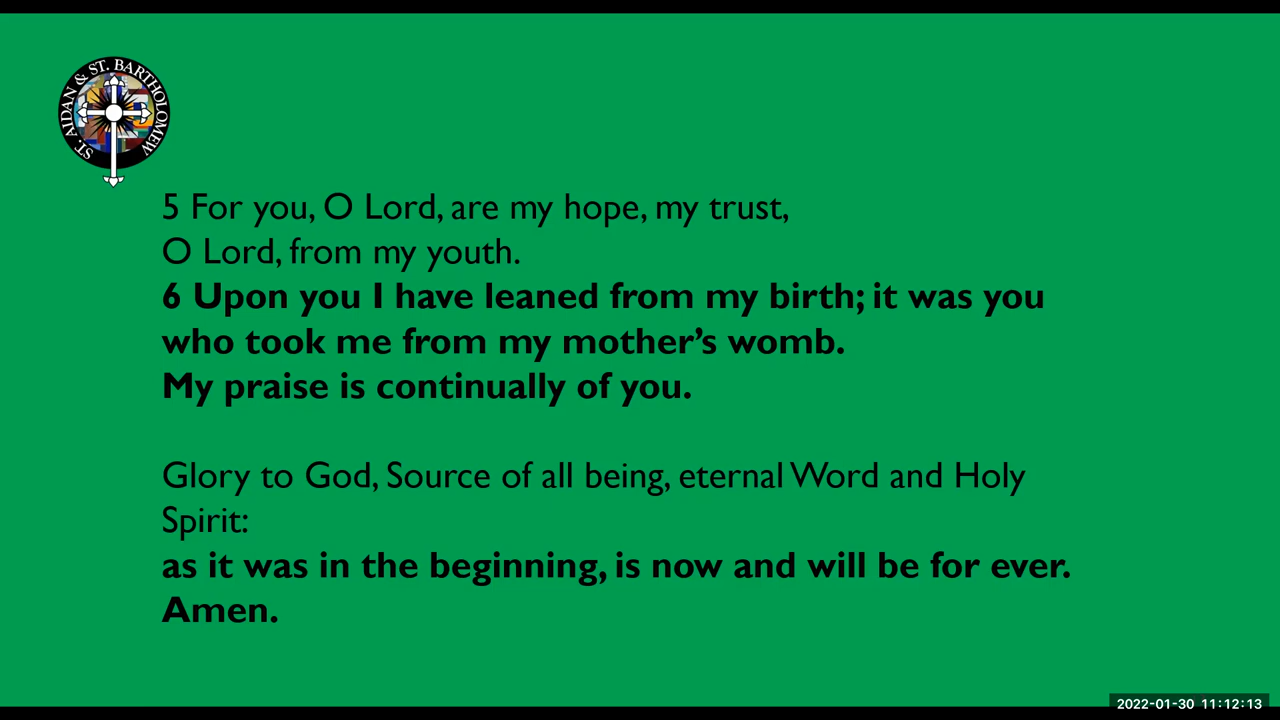 ST. AIDAN & ST. BARTHOLOMEW
5 For you, O Lord, are my hope, my trust,
O Lord, from my youth.
6 Upon you I have leaned from my birth; it was you
who took me from my mother’s womb.
My praise is continually of you.
Glory to God, Source of all being, eternal Word and Holy
Spirit:
as it was in the beginning, is now and will be for ever.
Amen.
2022-01-30 11:12:13